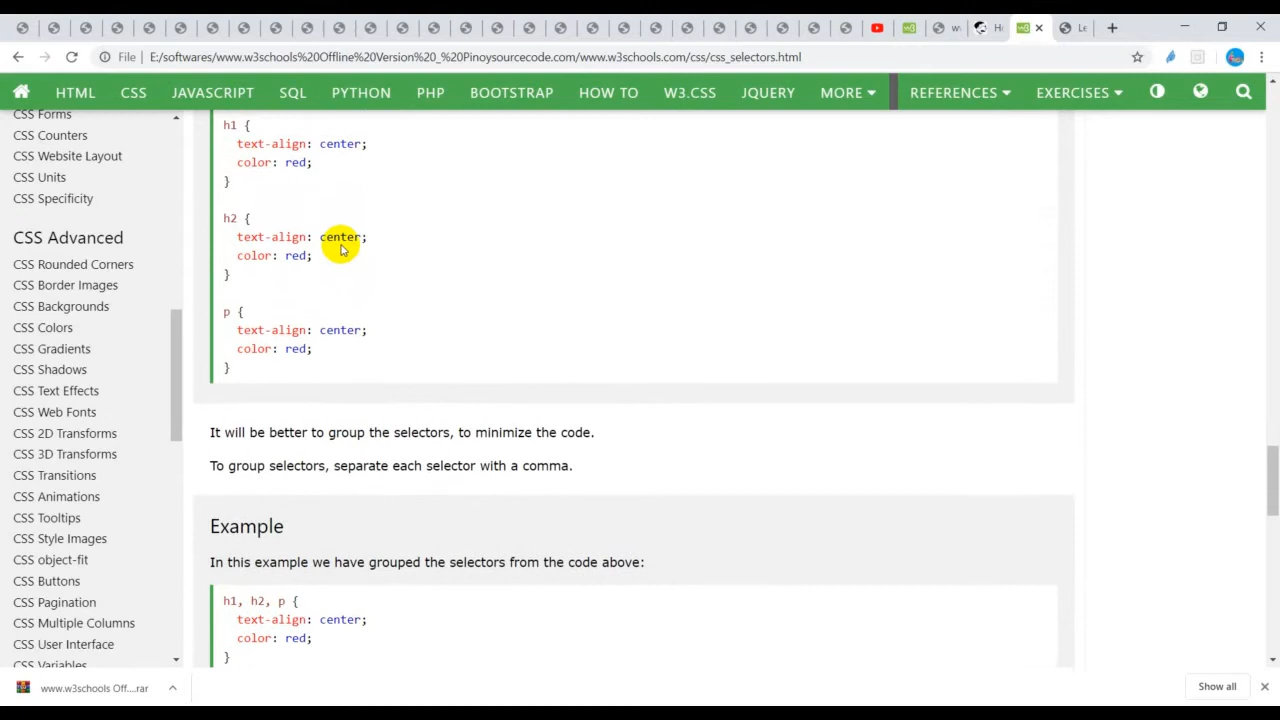 w
H
Le
File
E:/softwares/www.w3schools%20Offline%20Version%20_%20Pinoysourcecode.com/www.w3schools.com/css/css_selectors.html
HTML CSS JAVASCRIPT SQL PYTHON PHP BOOTSTRAP HOW TO W3.CSS JQUERY MORE REFERENCES EXERCISES
CSS Forms
CSS Counters
CSS Website Layout
CSS Units
CSS Specificity
CSS Advanced
CSS Rounded Corners
CSS Border Images
CSS Backgrounds
CSS Colors
CSS Gradients
CSS Shadows
CSS Text Effects
CSS Web Fonts
CSS 2D Transforms
CSS 3D Transforms
CSS Transitions
CSS Animations
CSS Tooltips
CSS Style Images
CSS object-fit
CSS Buttons
CSS Pagination
CSS Multiple Columns
CSS User Interface
CSS Variables
h1 {
text-align: center;
color: red;
}
h2 {
text-align: center;
color: red;
}
p {
text-align: center;
color: red;
}
It will be better to group the selectors, to minimize the code.
To group selectors, separate each selector with a comma.
Example
In this example we have grouped the selectors from the code above:
h1, h2, p {
text-align: center;
color: red;
}
www.w3schools Off....rar
Show all